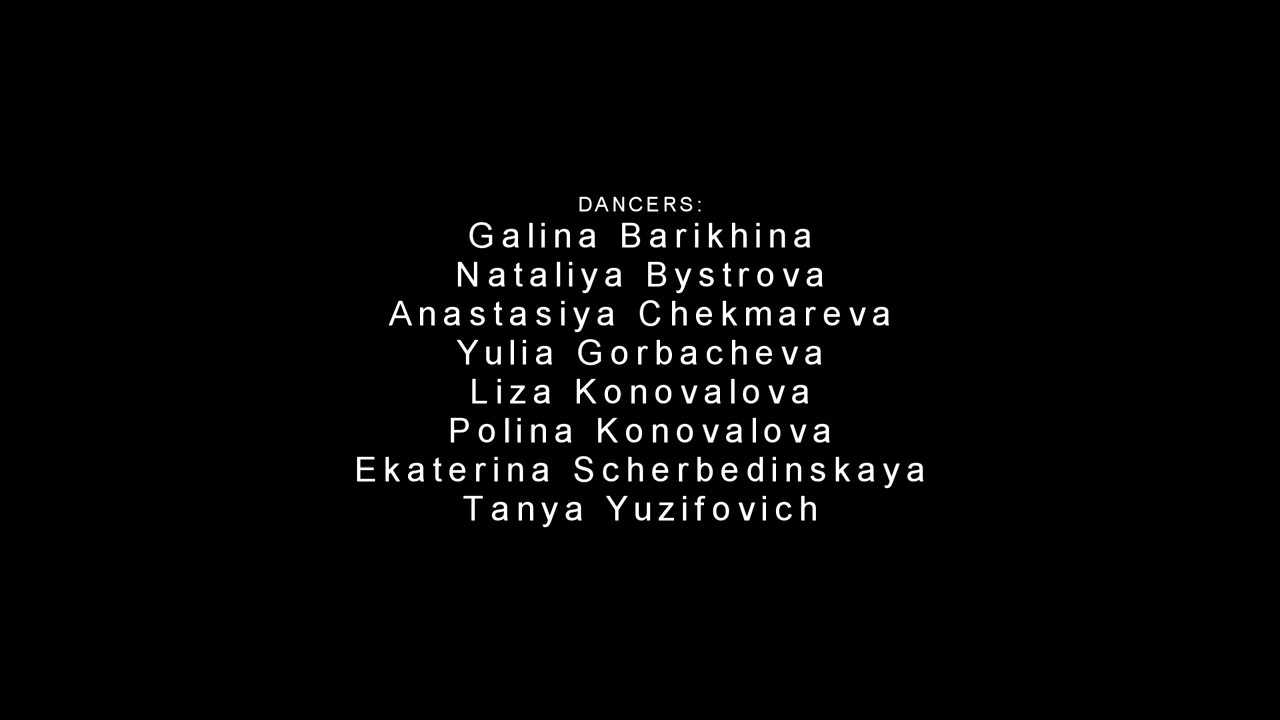 DANCERS:
Galina Barikhina
Nataliya Bystrova
Anastasiya Chekmareva
Yulia Gorbacheva
Liza Konovalova
Polina Konovalova
Ekaterina Scherbedinskaya
Tanya Yuzifovich